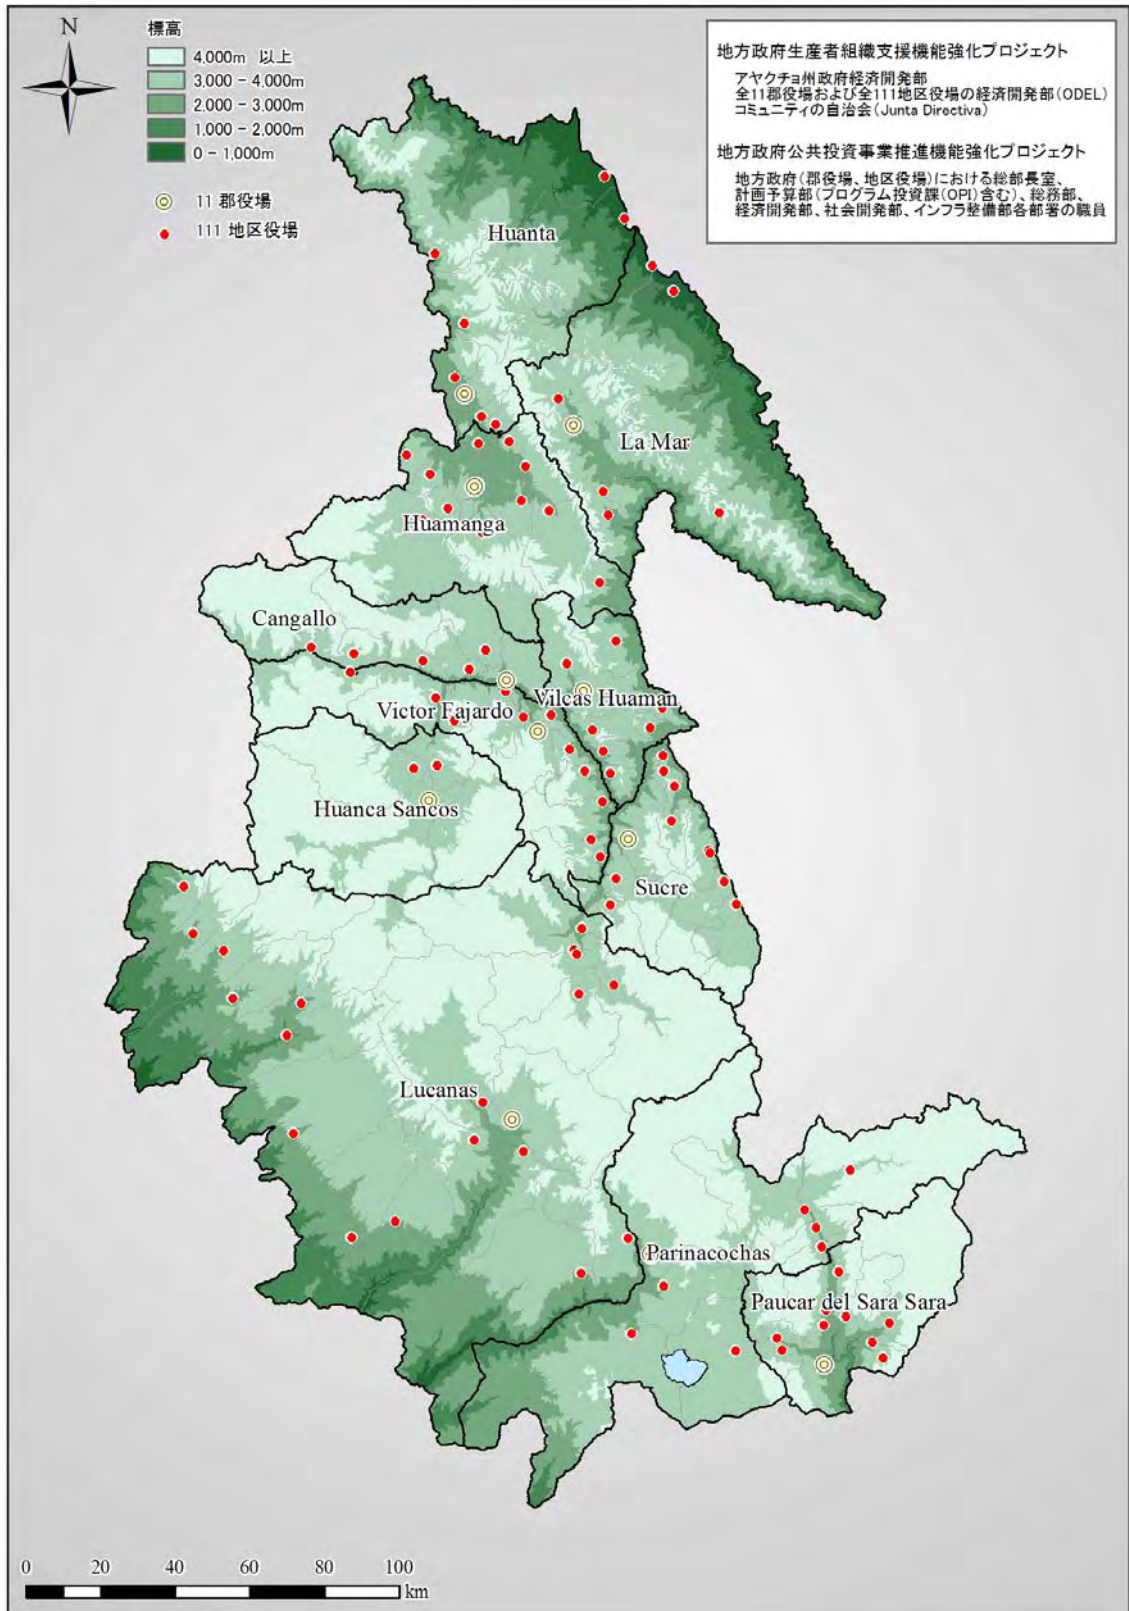 N
標高
4,000m 以上
3,000 - 4,000m
2,000 - 3,000m
1,000 - 2,000m
0 - 1,000m
11 郡役場
111 地区役場
地方政府生産者組織支援機能強化プロジェクト
アヤクチョ州政府経済開発部
全11郡役場および全111地区役場の経済開発部(ODEL)
コミュニティの自治会(Junta Directiva)
地方政府公共投資事業推進機能強化プロジェクト
地方政府(郡役場、地区役場)における総部長室、
計画予算部(プログラム投資課(OPI)含む)、総務部、
経済開発部、社会開発部、インフラ整備部各部署の職員
Huanta
La Mar
Huamanga
Cangallo
Vilcas Huaman
Victor Fajardo
Huanca Sancos
Sucre
Lucanas
Parinacochas
Paucar del Sara Sara
0 20 40 60 80 100
km